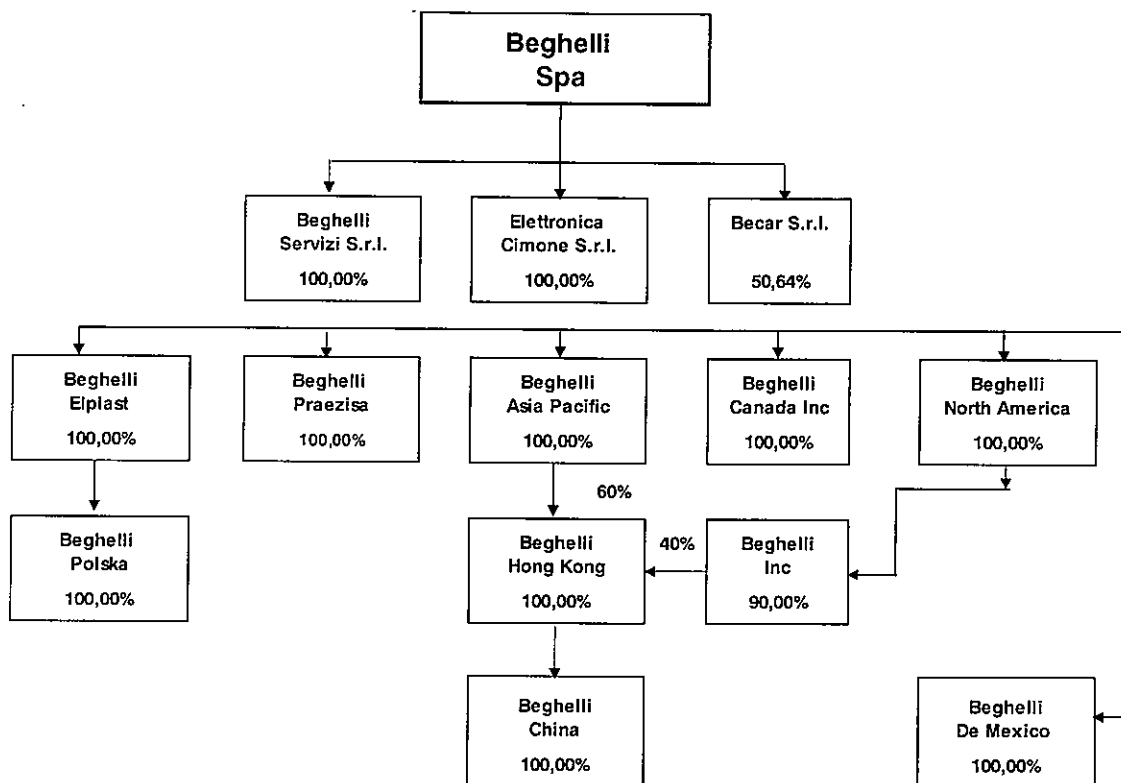 Beghelli
Spa
Beghelli
Servizi S.r.l.
100,00%
Elettronica
Cimone S.r.l.
100,00%
Becar S.r.l.
50,64%
Beghelli
Elplast
100,00%
Beghelli
Praezisa
100,00%
Beghelli
Asia Pacific
100,00%
Beghelli
Canada Inc
100,00%
Beghelli
North America
100,00%
60%
Beghelli
Polska
100,00%
Beghelli
Hong Kong
100,00%
40%
Beghelli
Inc
90,00%
Beghelli
China
100,00%
Beghelli
De Mexico
100,00%